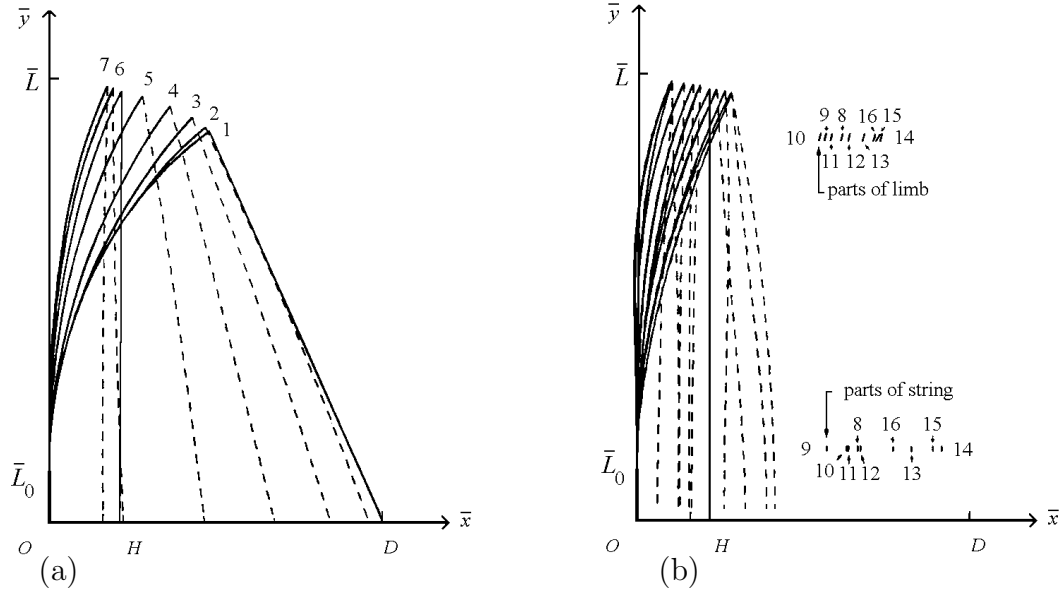 y̅
L̅
7 6 5 4 3 2 1
L̅₀
x̅
O H D
(a)
y̅
L̅
9 8 16 15
10 14
11 12 13
parts of limb
parts of string
8 16 15
9 14
10 11 12 13
L̅₀
x̅
O H D
(b)